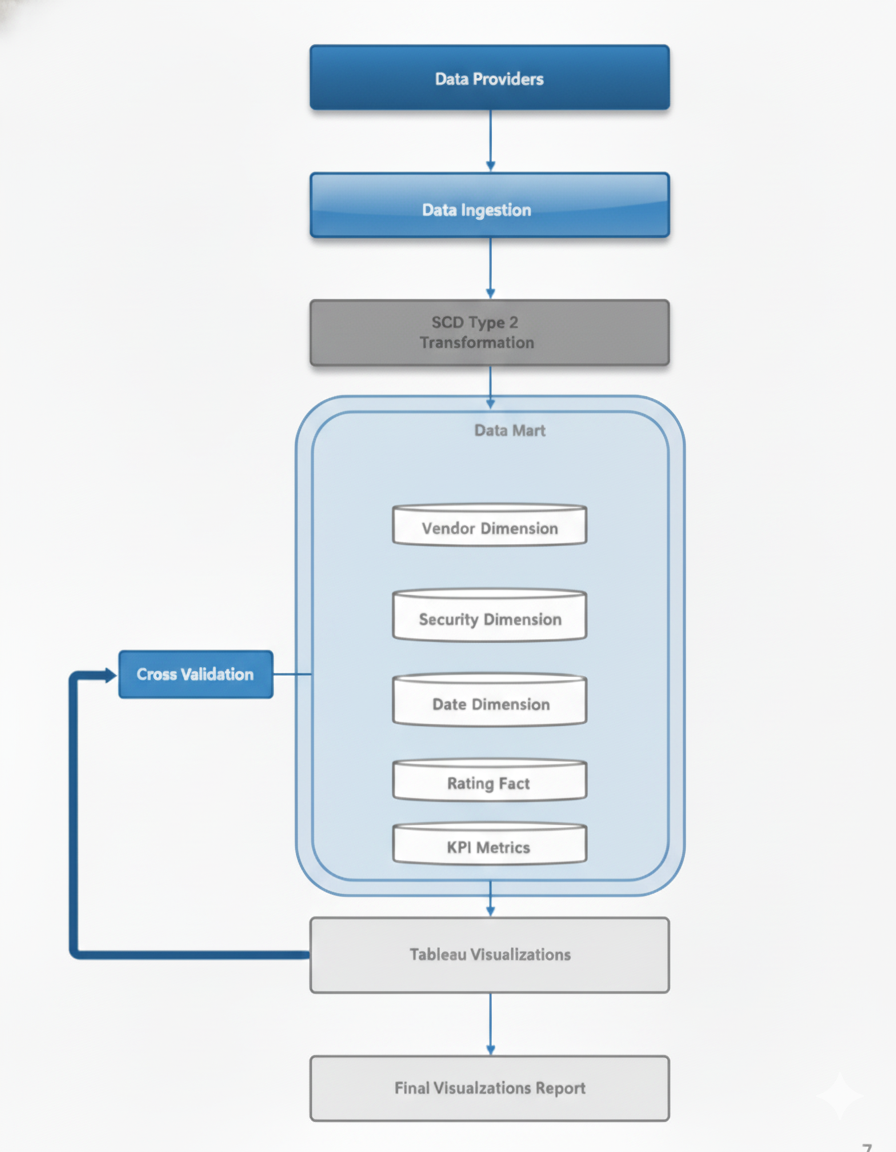 Data Providers
Data Ingestion
SCD Type 2
Transformation
Data Mart
Vendor Dimension
Security Dimension
Cross Validation
Date Dimension
Rating Fact
KPI Metrics
Tableau Visualizations
Final Visualzations Report
7